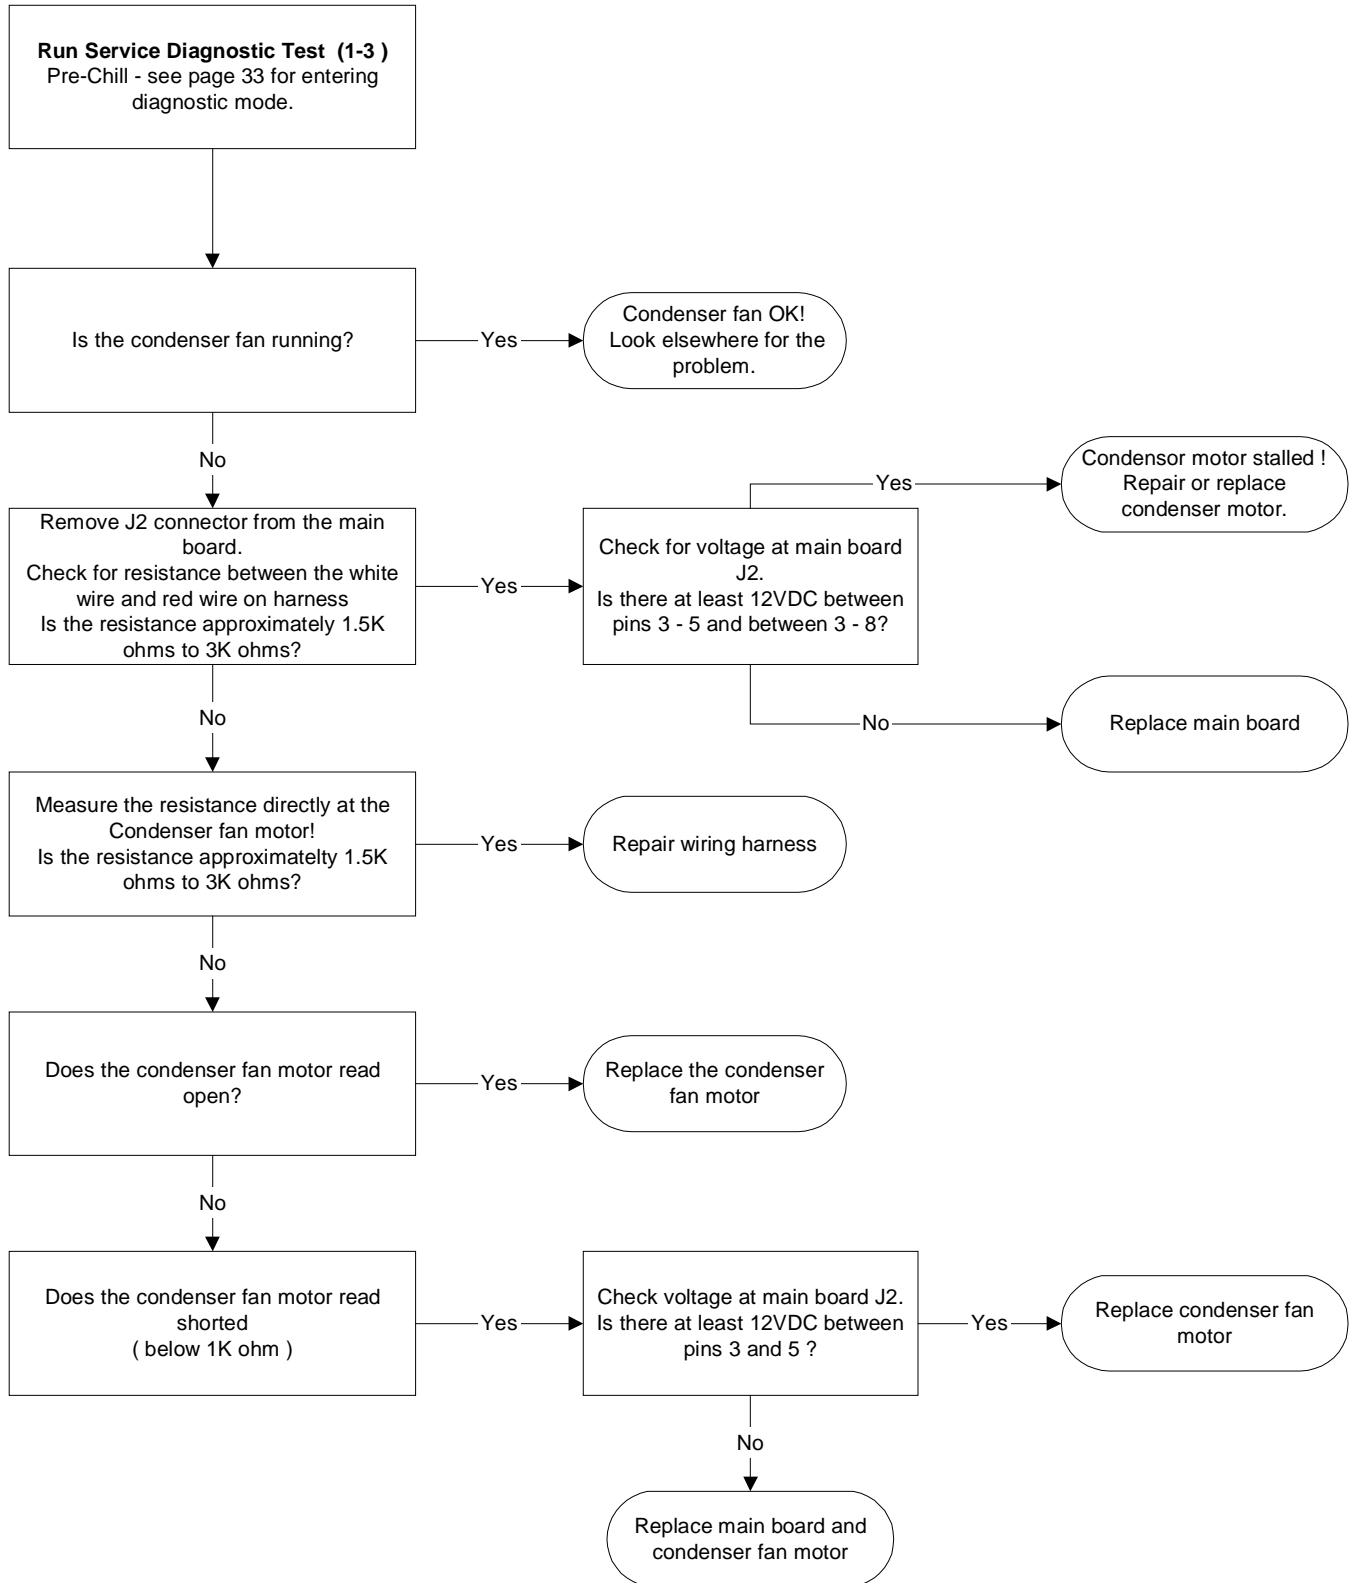 Run Service Diagnostic Test (1-3 )
Pre-Chill - see page 33 for entering
diagnostic mode.
Is the condenser fan running?
Yes
Condenser fan OK!
Look elsewhere for the
problem.
No
Remove J2 connector from the main
board.
Check for resistance between the white
wire and red wire on harness
Is the resistance approximately 1.5K
ohms to 3K ohms?
Yes
Check for voltage at main board
J2.
Is there at least 12VDC between
pins 3 - 5 and between 3 - 8?
Yes
Condensor motor stalled !
Repair or replace
condenser motor.
No
Replace main board
No
Measure the resistance directly at the
Condenser fan motor!
Is the resistance approximatelty 1.5K
ohms to 3K ohms?
Yes
Repair wiring harness
No
Does the condenser fan motor read
open?
Yes
Replace the condenser
fan motor
No
Does the condenser fan motor read
shorted
( below 1K ohm )
Yes
Check voltage at main board J2.
Is there at least 12VDC between
pins 3 and 5 ?
Yes
Replace condenser fan
motor
No
Replace main board and
condenser fan motor